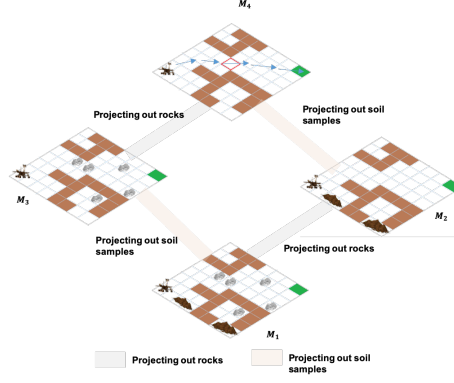 M₄
Projecting out rocks
Projecting out soil
samples
M₃
M₂
Projecting out soil
samples
Projecting out rocks
M₁
Projecting out rocks
Projecting out soil
samples